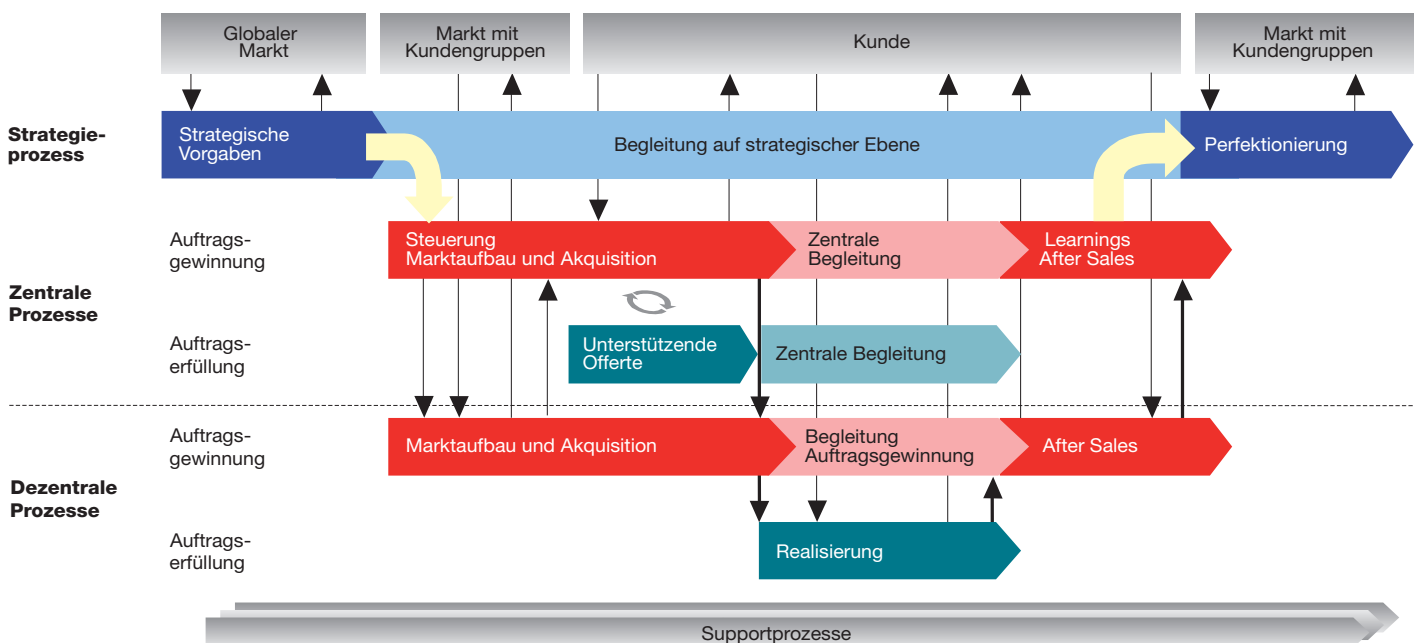 Globaler
Markt
Markt mit
Kundengruppen
Kunde
Markt mit
Kundengruppen
Strategie-
prozess
Strategische
Vorgaben
Begleitung auf strategischer Ebene
Perfektionierung
Zentrale
Prozesse
Auftrags-
gewinnung
Steuerung
Marktaufbau und Akquisition
Zentrale
Begleitung
Learnings
After Sales
Auftrags-
erfüllung
Unterstützende
Offerte
Zentrale Begleitung
Dezentrale
Prozesse
Auftrags-
gewinnung
Marktaufbau und Akquisition
Begleitung
Auftragsgewinnung
After Sales
Auftrags-
erfüllung
Realisierung
Supportprozesse